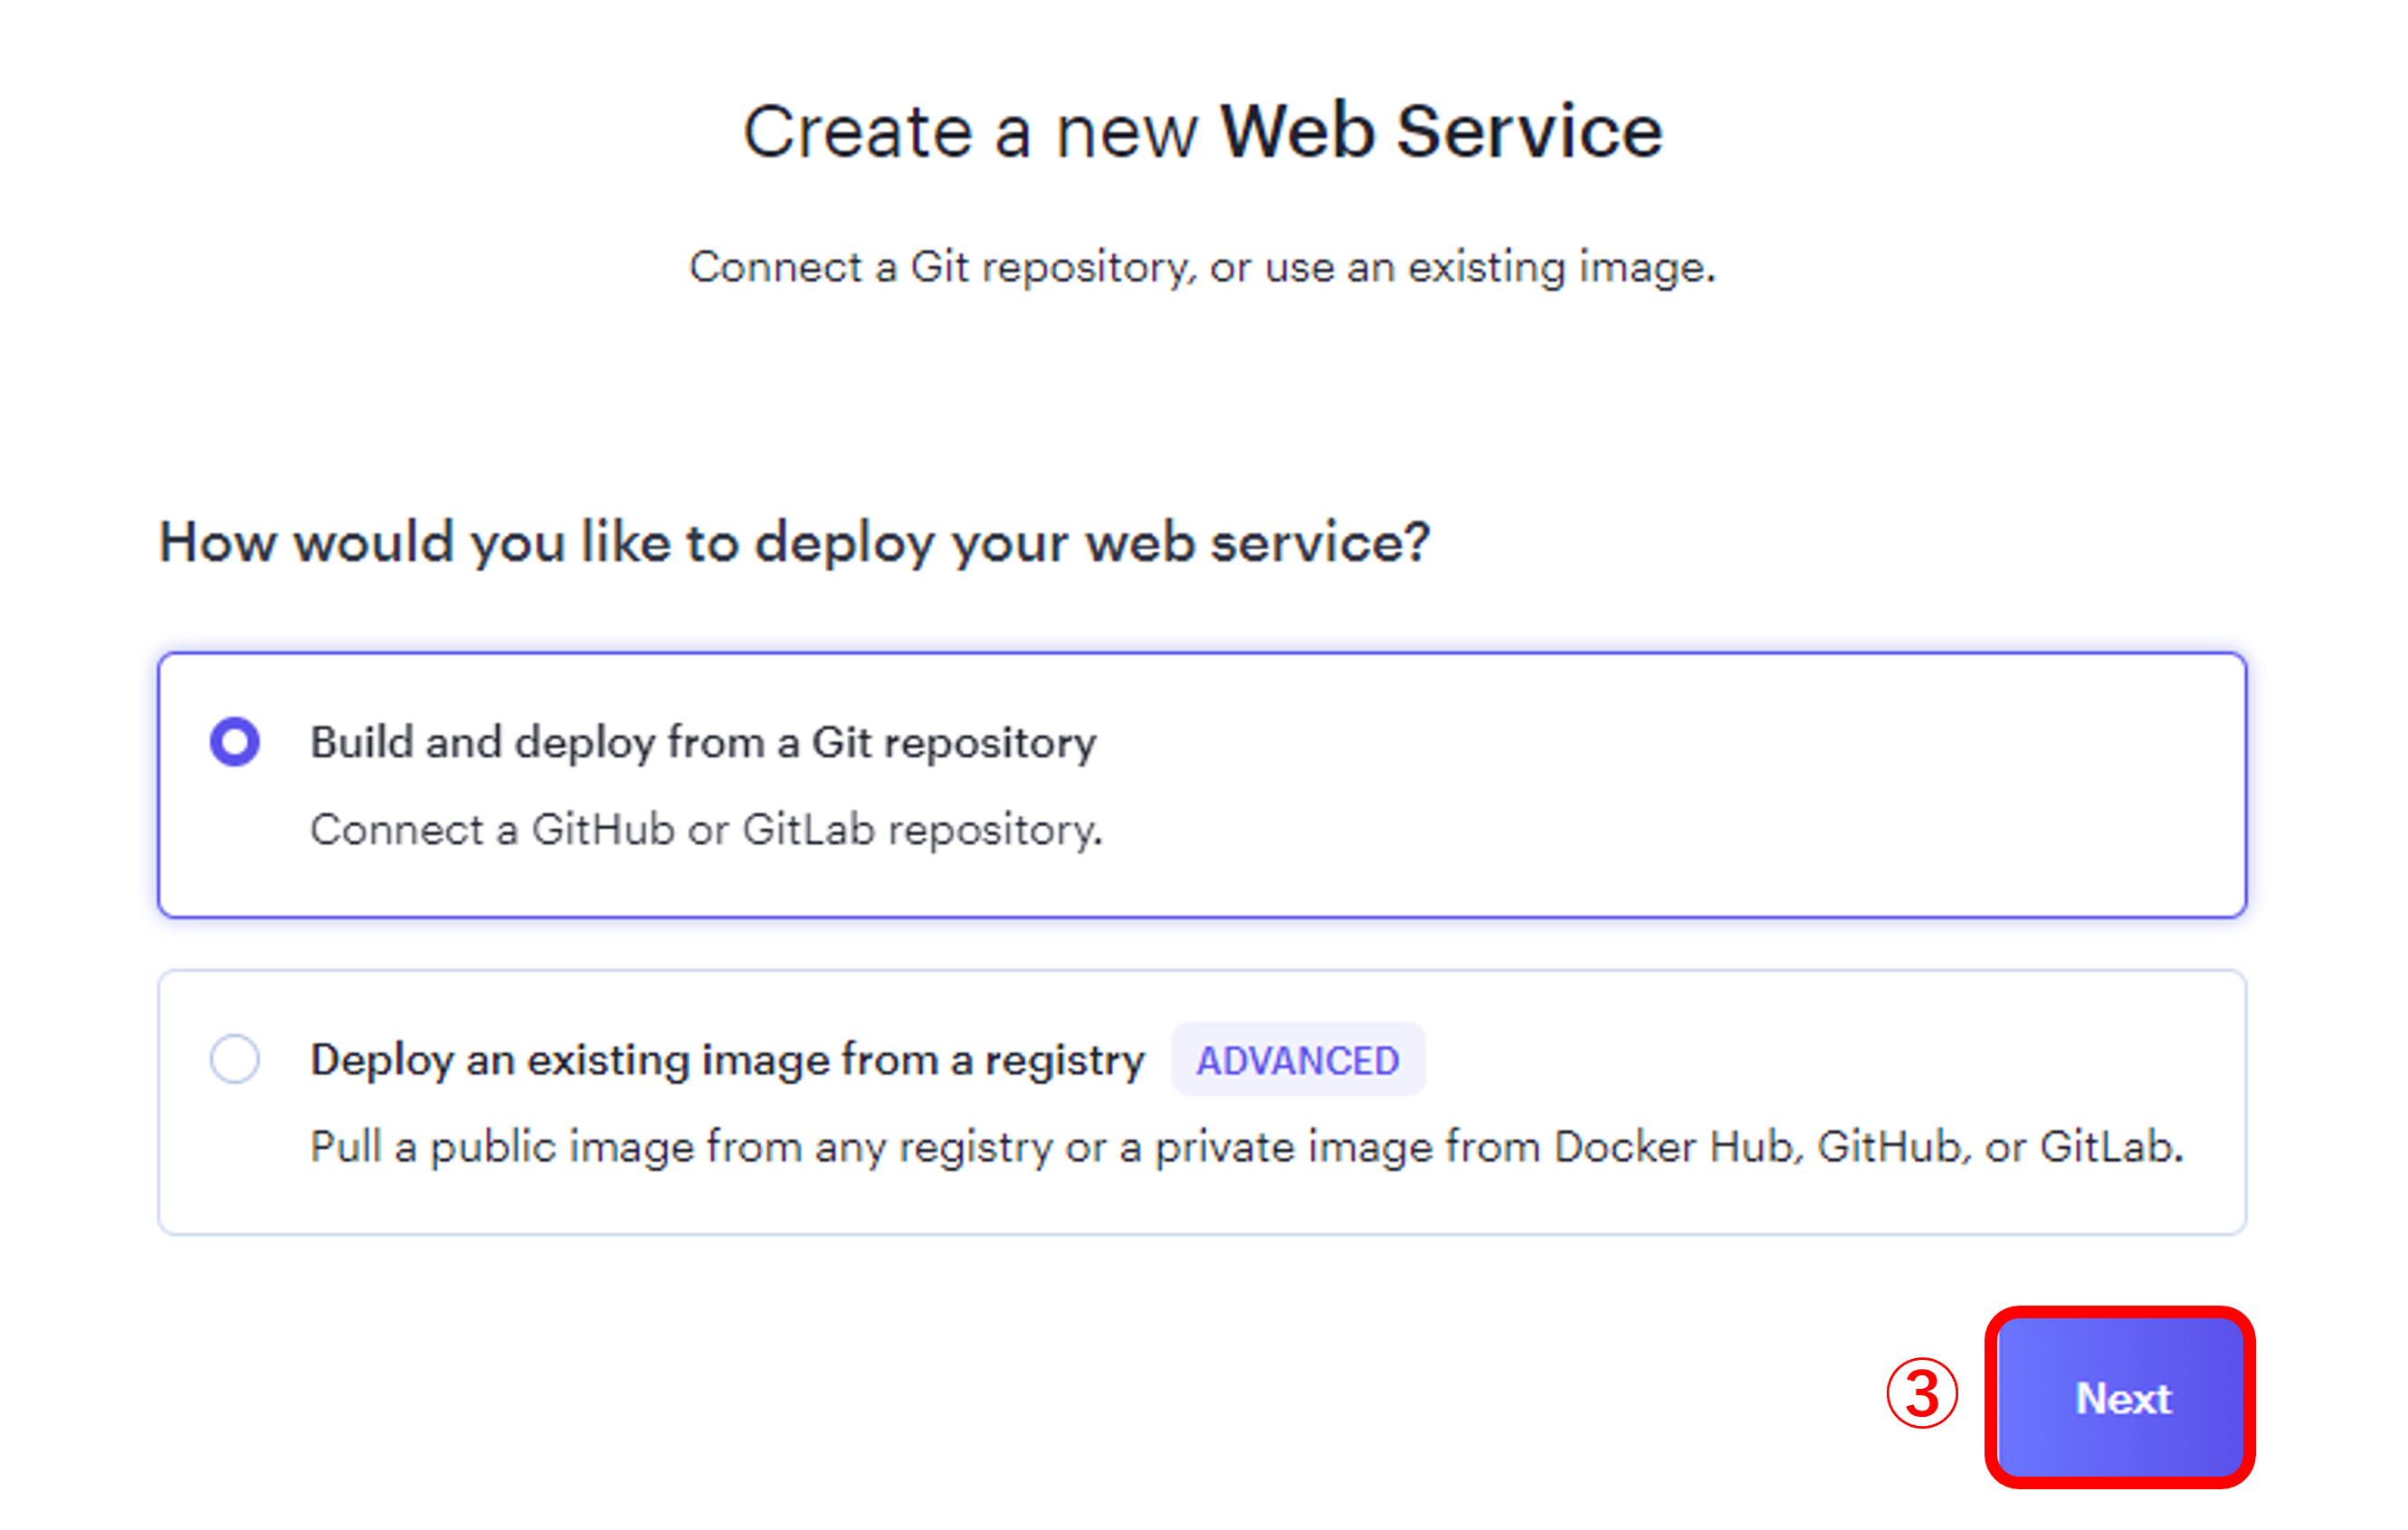 Create a new Web Service
Connect a Git repository, or use an existing image.
How would you like to deploy your web service?
Build and deploy from a Git repository
Connect a GitHub or GitLab repository.
Deploy an existing image from a registry ADVANCED
Pull a public image from any registry or a private image from Docker Hub, GitHub, or GitLab.
③ Next